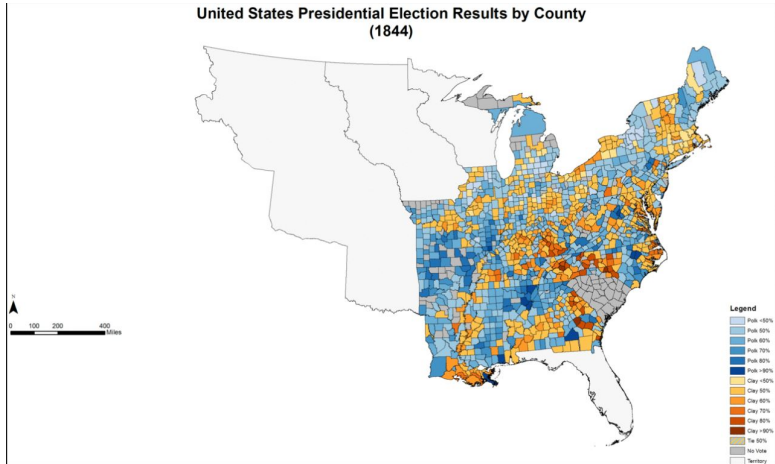 United States Presidential Election Results by County
(1844)
N
0 100 200 400
Miles
Legend
Polk <50%
Polk 50%
Polk 60%
Polk 70%
Polk 80%
Polk >90%
Clay <50%
Clay 50%
Clay 60%
Clay 70%
Clay 80%
Clay >90%
Tie 50%
No Vote
Territory